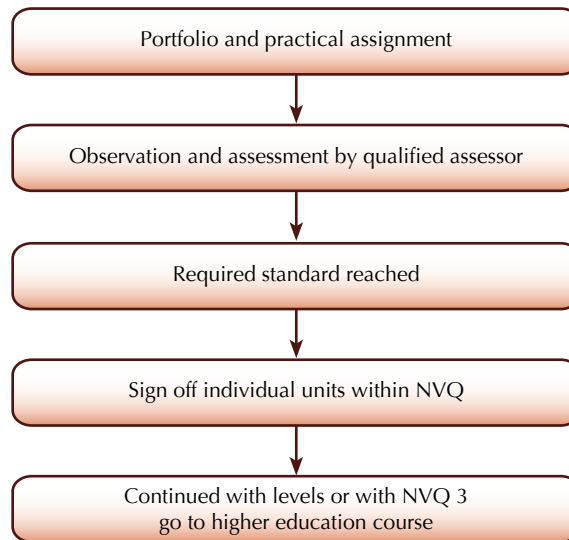 Portfolio and practical assignment
Observation and assessment by qualified assessor
Required standard reached
Sign off individual units within NVQ
Continued with levels or with NVQ 3
go to higher education course